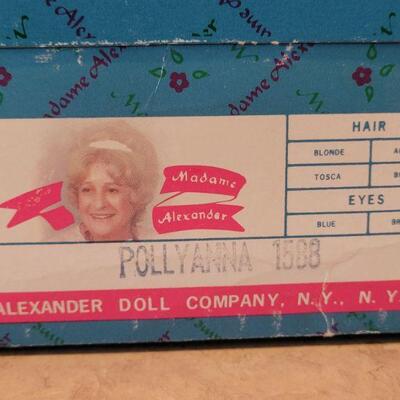 Madame Alexander
HAIR
BLONDE
TOSCA
EYES
BLUE
Madame
Alexander
POLLYANNA 1588
ALEXANDER DOLL COMPANY, N.Y., N.Y.